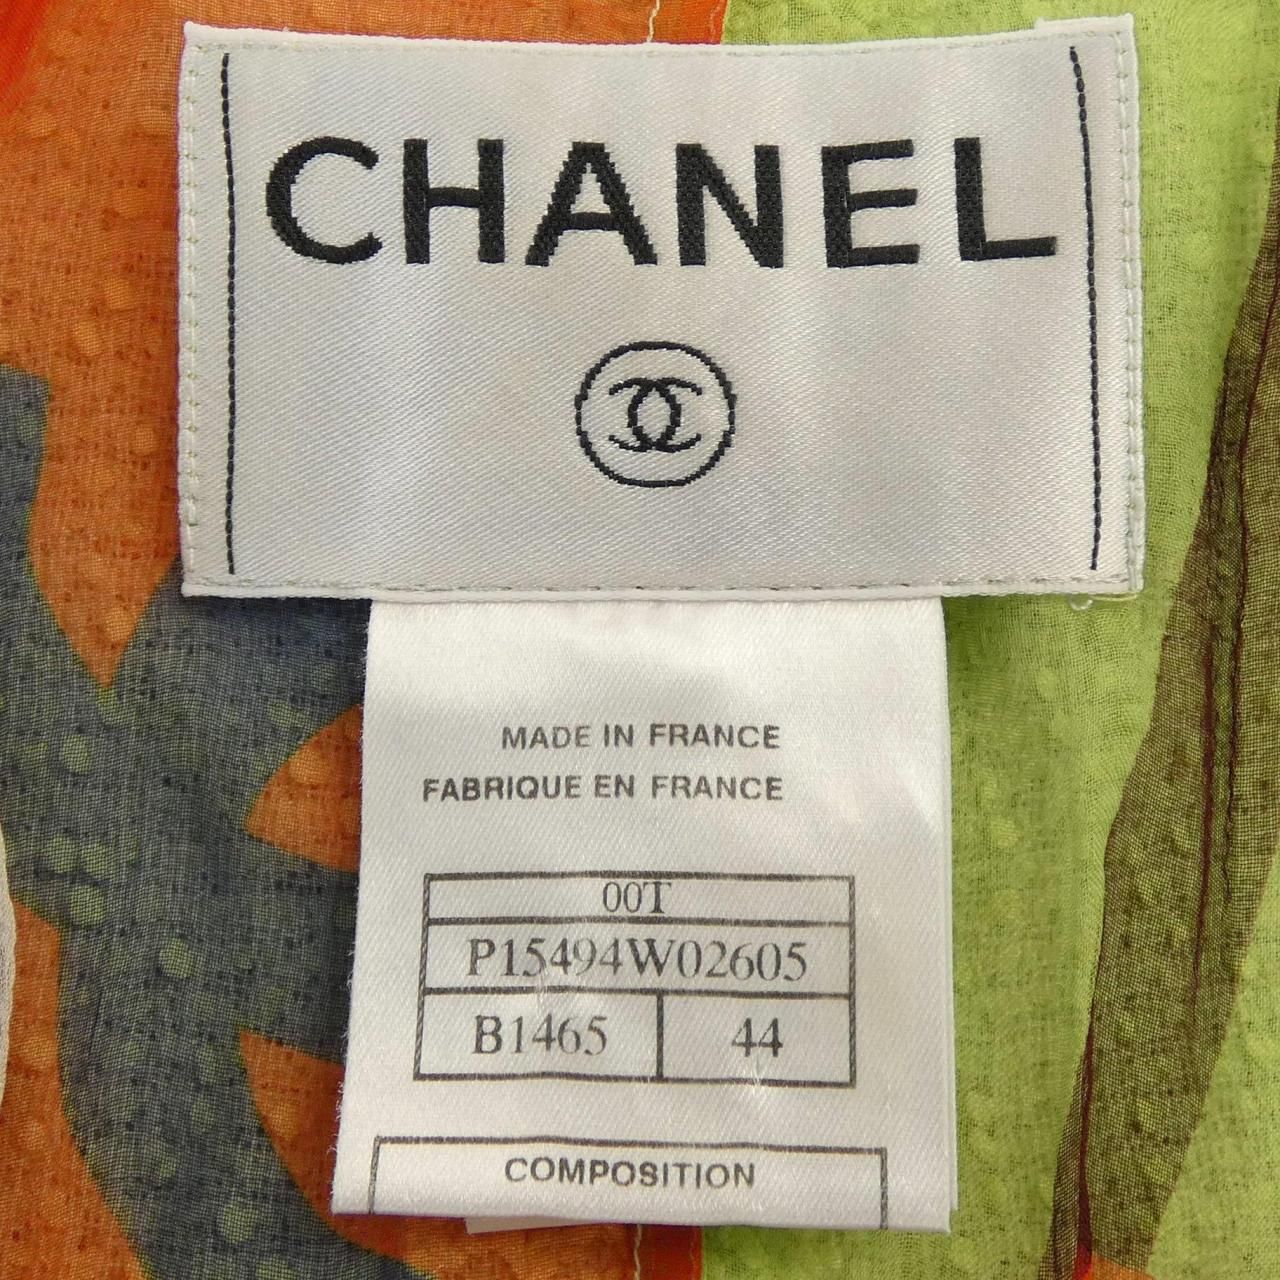 CHANEL
MADE IN FRANCE
FABRIQUE EN FRANCE
00T
P15494W02605
B1465 44
COMPOSITION